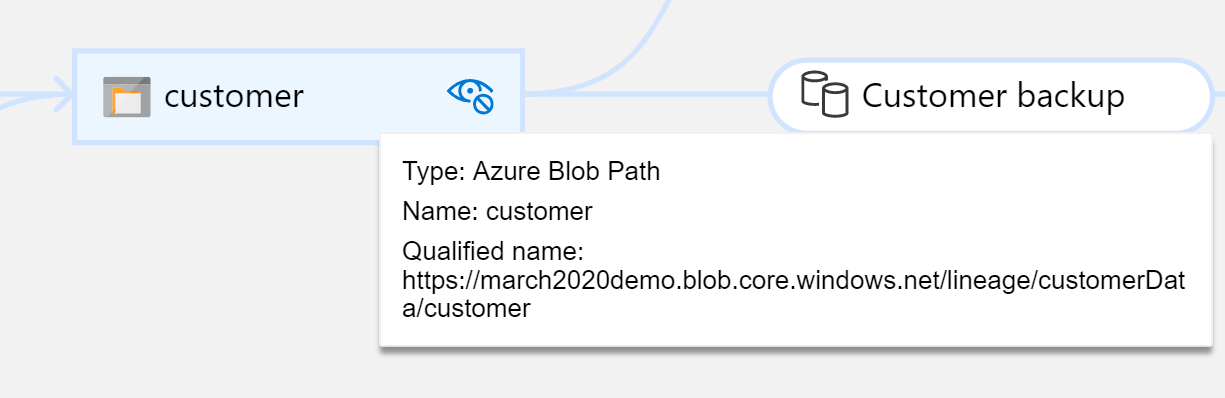 customer
Customer backup
Type: Azure Blob Path
Name: customer
Qualified name:
https://march2020demo.blob.core.windows.net/lineage/customerDat
a/customer